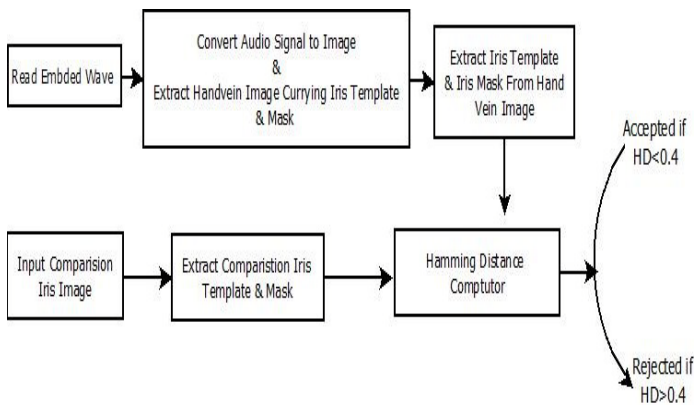 Read Embded Wave
Convert Audio Signal to Image
&
Extract Handvein Image Currying Iris Template
& Mask
Extract Iris Template
& Iris Mask From Hand
Vein Image
Accepted if
HD<0.4
Input Comparision
Iris Image
Extract Comparistion Iris
Template & Mask
Hamming Distance
Comptutor
Rejected if
HD>0.4